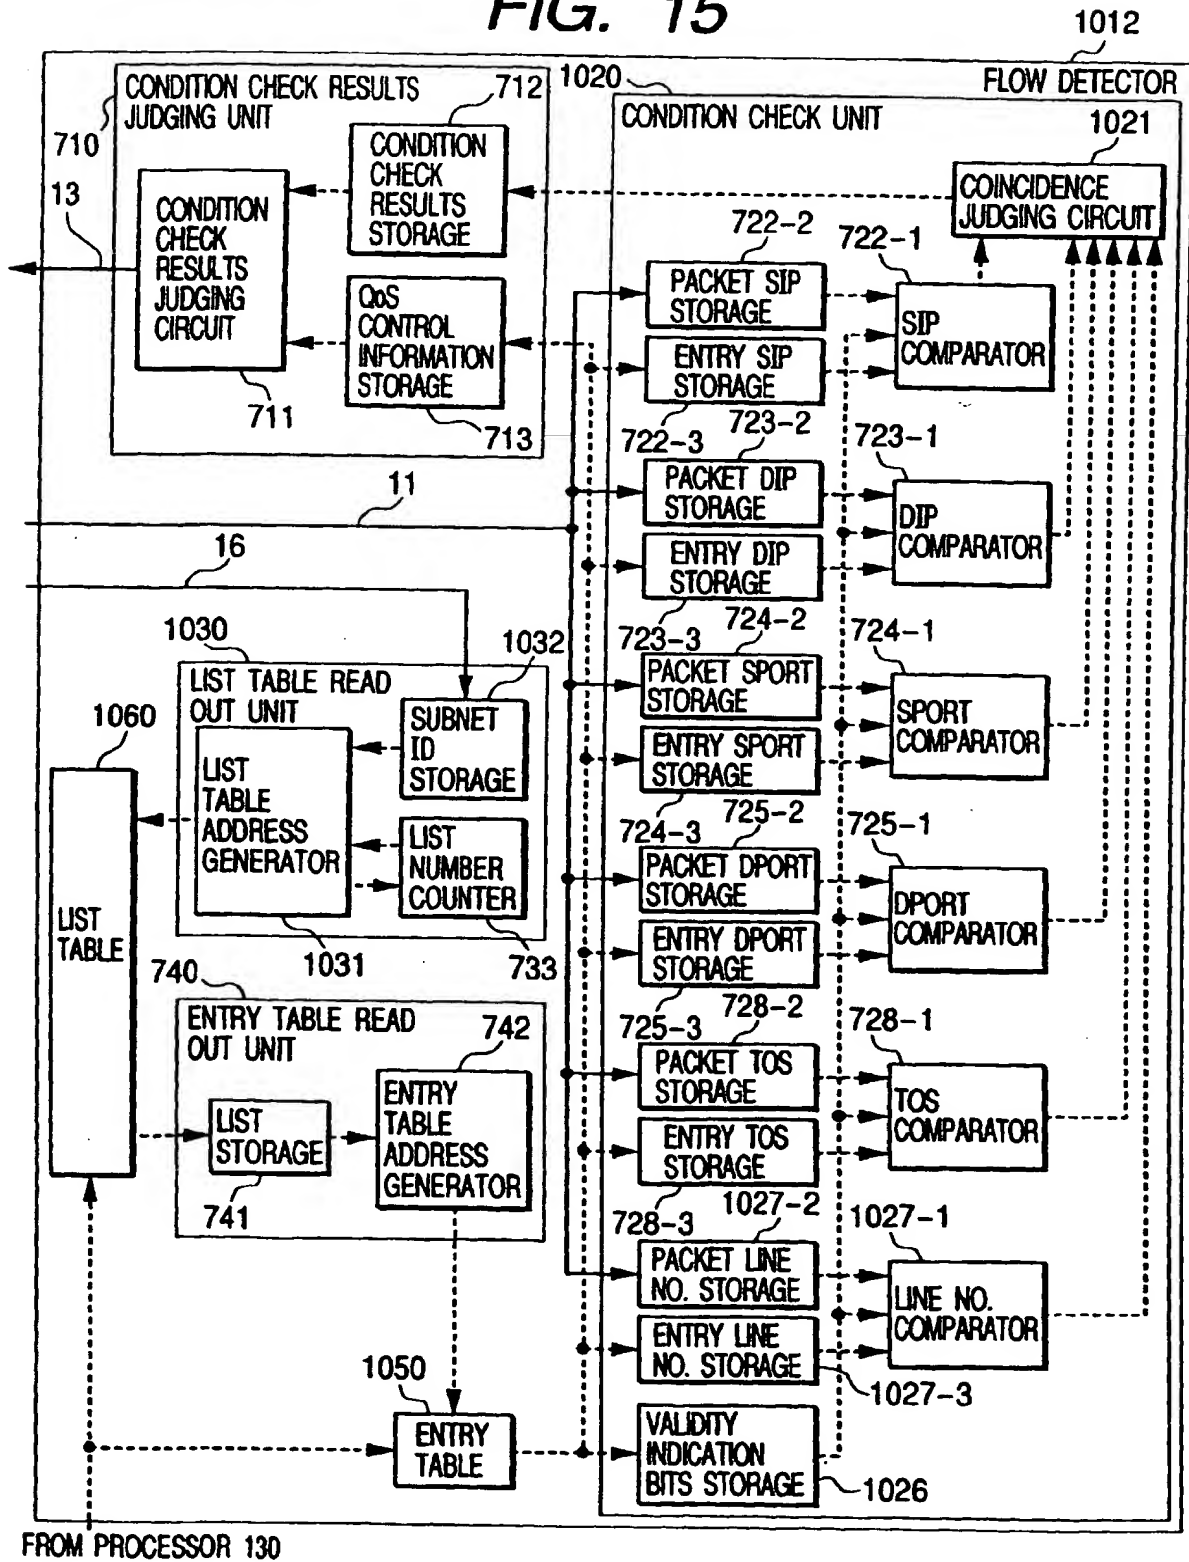 FIG. 15
1012
FLOW DETECTOR
CONDITION CHECK RESULTS
JUDGING UNIT
710
712
CONDITION
CHECK
RESULTS
STORAGE
13
CONDITION
CHECK
RESULTS
JUDGING
CIRCUIT
711
QoS
CONTROL
INFORMATION
STORAGE
713
1020
CONDITION CHECK UNIT
1021
COINCIDENCE
JUDGING CIRCUIT
722-2
722-1
PACKET SIP
STORAGE
SIP
COMPARATOR
ENTRY SIP
STORAGE
722-3
723-2
723-1
PACKET DIP
STORAGE
DIP
COMPARATOR
ENTRY DIP
STORAGE
723-3
724-2
724-1
PACKET SPORT
STORAGE
SPORT
COMPARATOR
ENTRY SPORT
STORAGE
724-3
725-2
725-1
PACKET DPORT
STORAGE
DPORT
COMPARATOR
ENTRY DPORT
STORAGE
725-3
728-2
728-1
PACKET TOS
STORAGE
TOS
COMPARATOR
ENTRY TOS
STORAGE
728-3
1027-2
1027-1
PACKET LINE
NO. STORAGE
LINE NO.
COMPARATOR
ENTRY LINE
NO. STORAGE
1027-3
VALIDITY
INDICATION
BITS STORAGE
1026
11
16
1030
1032
LIST TABLE READ
OUT UNIT
SUBNET
ID
STORAGE
1060
LIST
TABLE
ADDRESS
GENERATOR
LIST
NUMBER
COUNTER
1031
733
LIST
TABLE
740
ENTRY TABLE READ
OUT UNIT
742
LIST
STORAGE
741
ENTRY
TABLE
ADDRESS
GENERATOR
1050
ENTRY
TABLE
FROM PROCESSOR 130